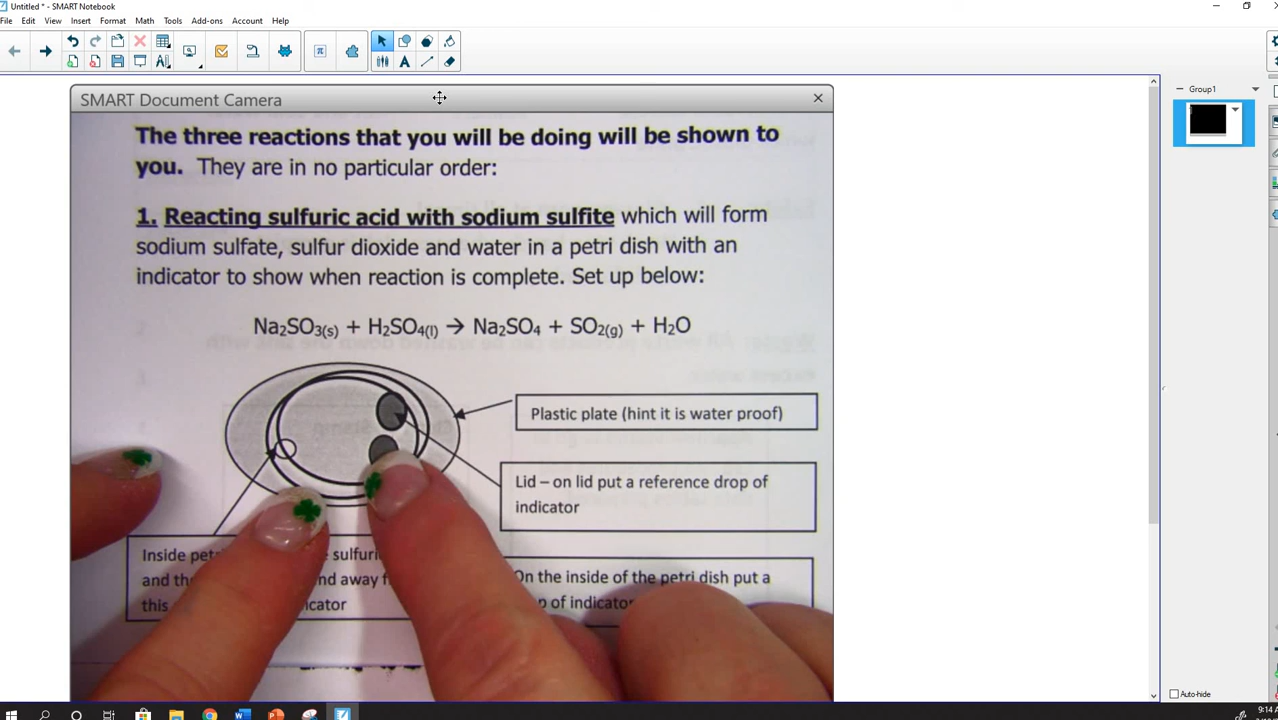 Untitled * - SMART Notebook
File Edit View Insert Format Math Tools Add-ons Account Help
Group1
SMART Document Camera
The three reactions that you will be doing will be shown to
you. They are in no particular order:
1. Reacting sulfuric acid with sodium sulfite which will form
sodium sulfate, sulfur dioxide and water in a petri dish with an
indicator to show when reaction is complete. Set up below:
Na2SO3(s) + H2SO4(l) → Na2SO4 + SO2(g) + H2O
Plastic plate (hint it is water proof)
Lid – on lid put a reference drop of
indicator
Inside sulfuric
and away
this
On the inside of the petri dish put a
of indicator
Auto-hide
9:14